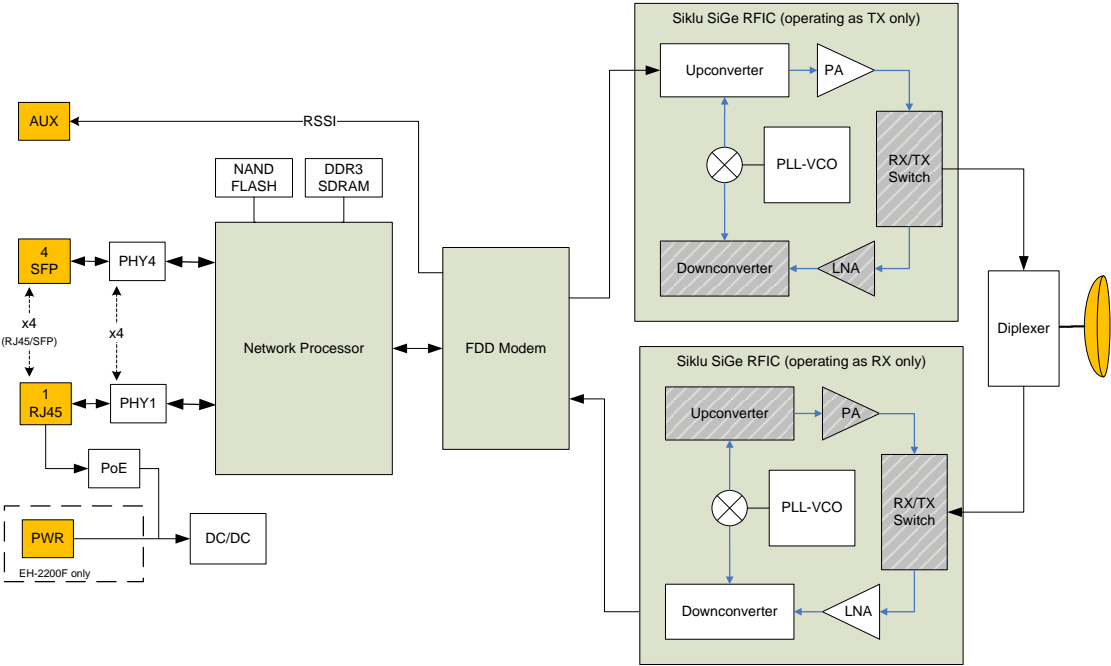 Siklu SiGe RFIC (operating as TX only)
Upconverter
PA
PLL-VCO
RX/TX
Switch
Downconverter
LNA
AUX
RSSI
NAND
FLASH
DDR3
SDRAM
4
SFP
PHY4
x4
(RJ45/SFP)
x4
Network Processor
FDD Modem
Diplexer
1
RJ45
PHY1
PoE
PWR
EH-2200F only
DC/DC
Siklu SiGe RFIC (operating as RX only)
Upconverter
PA
PLL-VCO
RX/TX
Switch
Downconverter
LNA